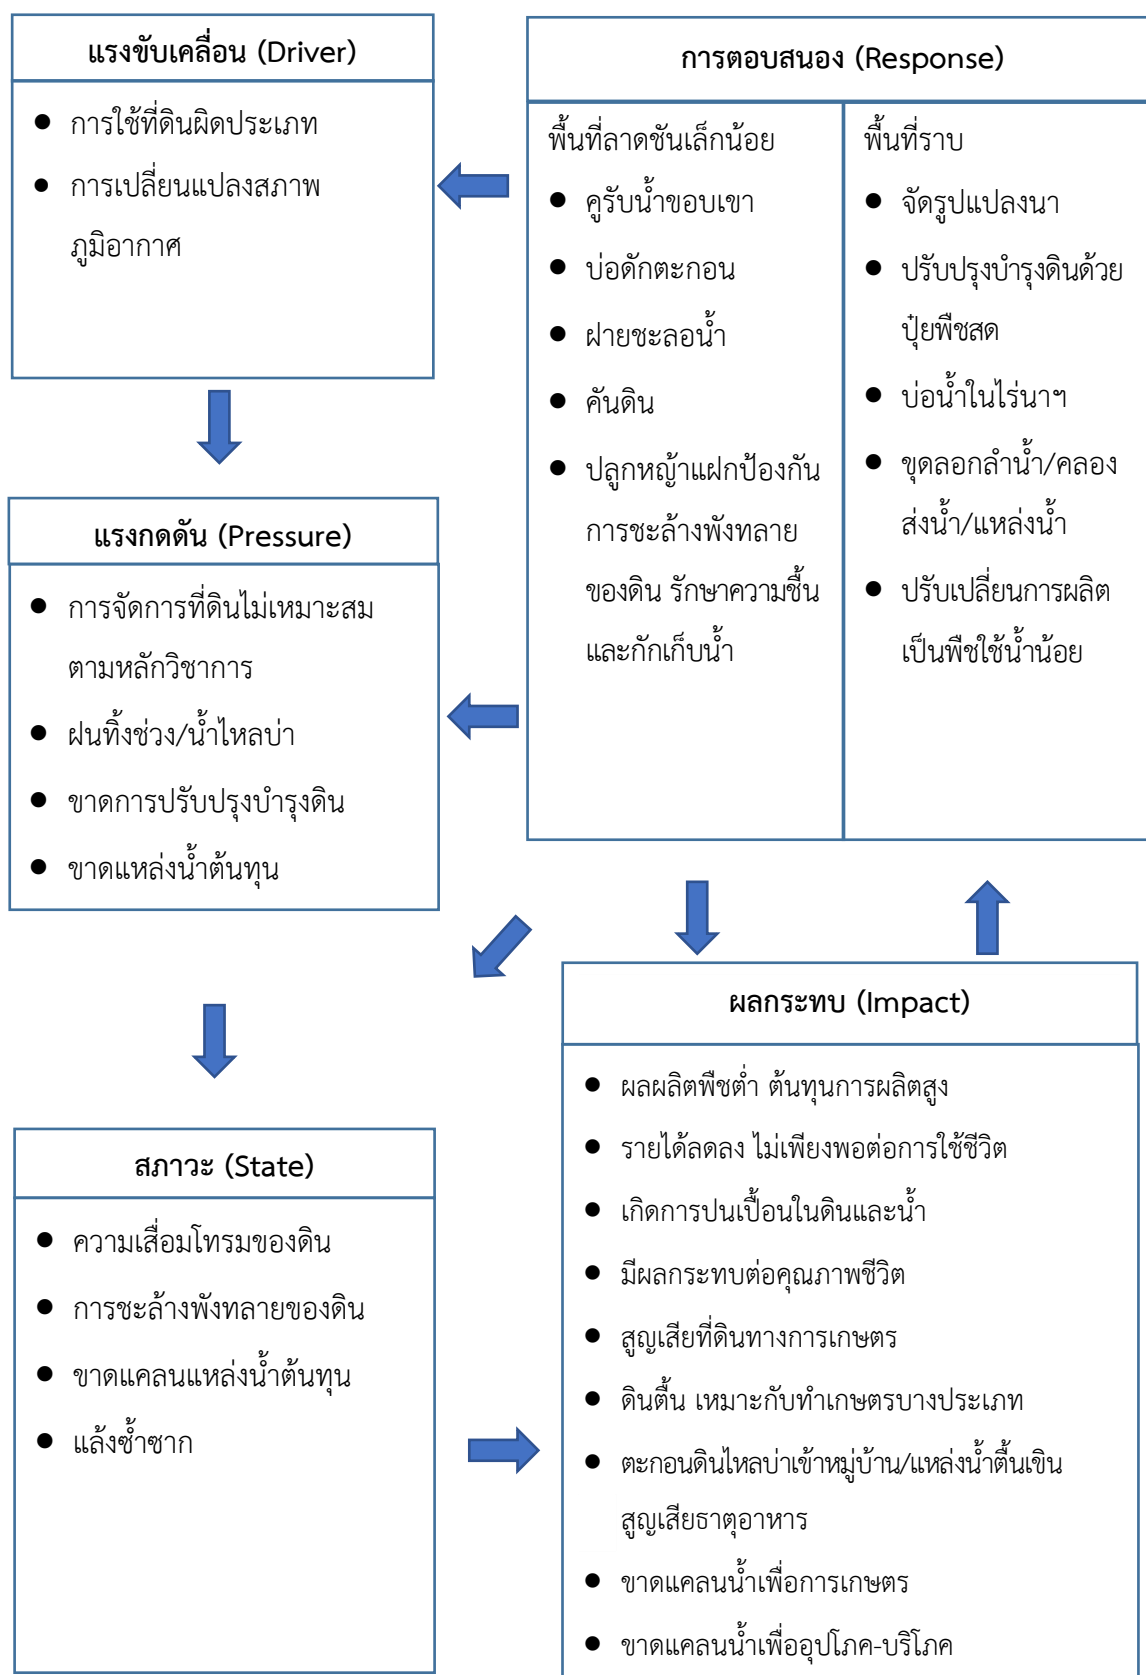 แรงขับเคลื่อน (Driver)
● การใช้ที่ดินผิดประเภท
● การเปลี่ยนแปลงสภาพ
ภูมิอากาศ
การตอบสนอง (Response)
พื้นที่ลาดชันเล็กน้อย
● คูรับน้ำขอบเขา
● บ่อดักตะกอน
● ฝายชะลอน้ำ
● คันดิน
● ปลูกหญ้าแฝกป้องกัน
การชะล้างพังทลาย
ของดิน รักษาความชื้น
และกักเก็บน้ำ
พื้นที่ราบ
● จัดรูปแปลงนา
● ปรับปรุงบำรุงดินด้วย
ปุ๋ยพืชสด
● บ่อน้ำในไร่นาฯ
● ขุดลอกลำน้ำ/คลอง
ส่งน้ำ/แหล่งน้ำ
● ปรับเปลี่ยนการผลิต
เป็นพืชใช้น้ำน้อย
แรงกดดัน (Pressure)
● การจัดการที่ดินไม่เหมาะสม
ตามหลักวิชาการ
● ฝนทิ้งช่วง/น้ำไหลบ่า
● ขาดการปรับปรุงบำรุงดิน
● ขาดแหล่งน้ำต้นทุน
สภาวะ (State)
● ความเสื่อมโทรมของดิน
● การชะล้างพังทลายของดิน
● ขาดแคลนแหล่งน้ำต้นทุน
● แล้งซ้ำซาก
ผลกระทบ (Impact)
● ผลผลิตพืชต่ำ ต้นทุนการผลิตสูง
● รายได้ลดลง ไม่เพียงพอต่อการใช้ชีวิต
● เกิดการปนเปื้อนในดินและน้ำ
● มีผลกระทบต่อคุณภาพชีวิต
● สูญเสียที่ดินทางการเกษตร
● ดินตื้น เหมาะกับทำเกษตรบางประเภท
● ตะกอนดินไหลบ่าเข้าหมู่บ้าน/แหล่งน้ำตื้นเขิน
สูญเสียธาตุอาหาร
● ขาดแคลนน้ำเพื่อการเกษตร
● ขาดแคลนน้ำเพื่ออุปโภค-บริโภค